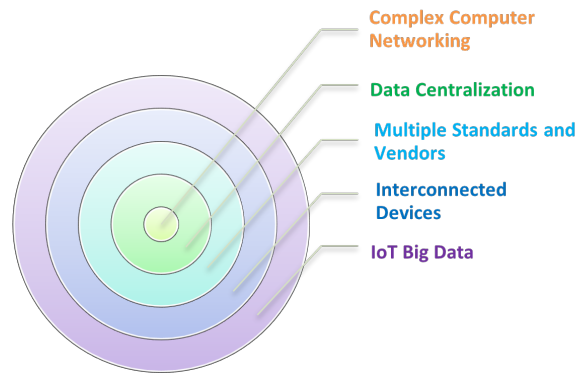 Complex Computer
Networking
Data Centralization
Multiple Standards and
Vendors
Interconnected
Devices
IoT Big Data